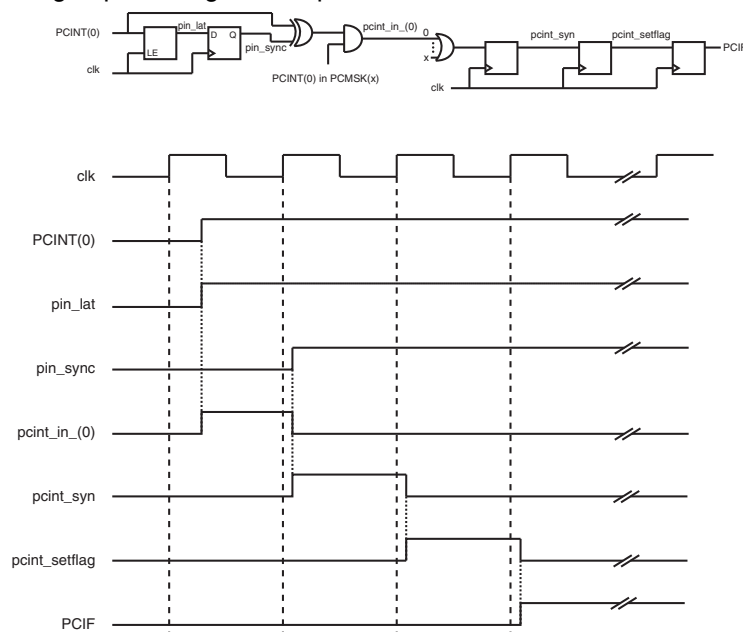 PCINT(0)
pin_lat
D Q
LE
pin_sync
clk
PCINT(0) in PCMSK(x)
pcint_in_(0)
0
x
clk
pcint_syn
pcint_setflag
clk
PCINT(0)
pin_lat
pin_sync
pcint_in_(0)
pcint_syn
pcint_setflag
PCIF